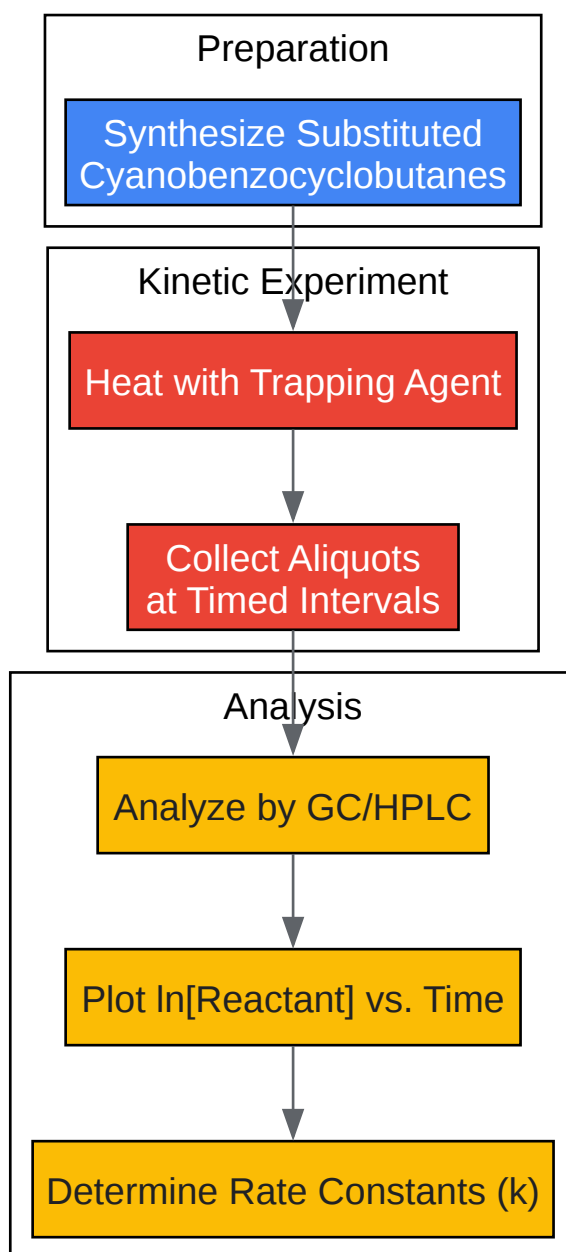 Preparation
Synthesize Substituted
Cyanobenzocyclobutanes
Kinetic Experiment
Heat with Trapping Agent
Collect Aliquots
at Timed Intervals
Analysis
Analyze by GC/HPLC
Plot ln[Reactant] vs. Time
Determine Rate Constants (k)